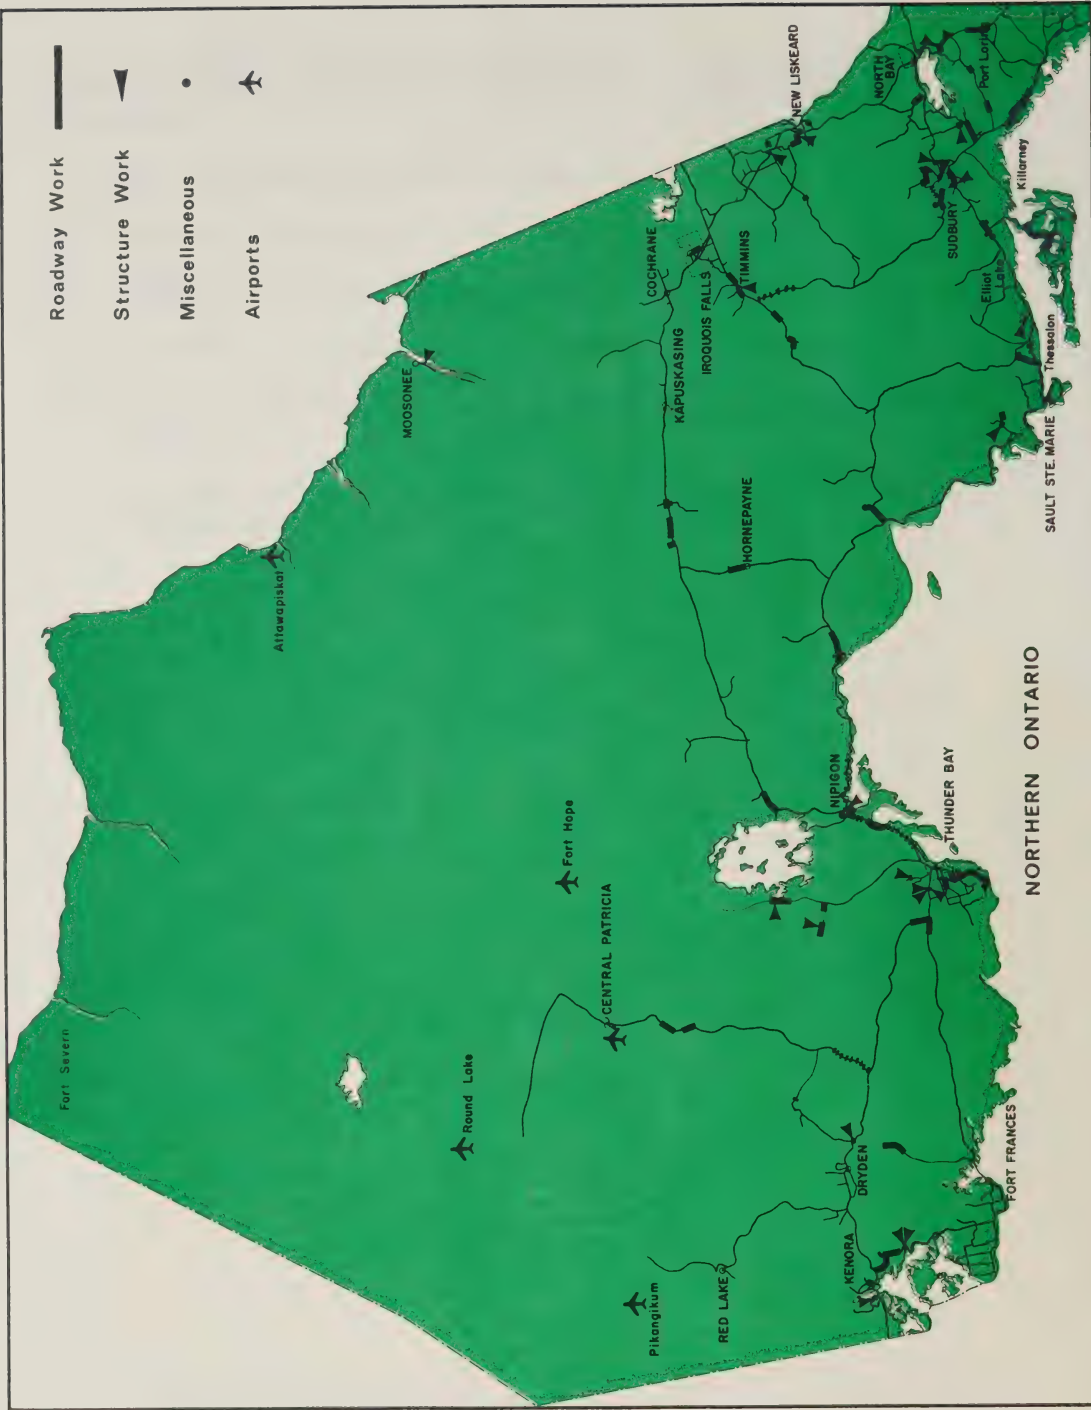 Roadway Work
Structure Work
Miscellaneous
Airports
Fort Severn
Attawapiskat
MOOSONEE
Round Lake
Fort Hope
CENTRAL PATRICIA
Pikangikum
RED LAKE
KENORA
DRYDEN
FORT FRANCES
NIPIGON
THUNDER BAY
HORNEPAYNE
KAPUSKASING
COCHRANE
IROQUOIS FALLS
TIMMINS
NEW LISKEARD
NORTH
BAY
Port Loring
SUDBURY
Killarney
Elliot
Lake
Thessalon
SAULT STE. MARIE
NORTHERN ONTARIO